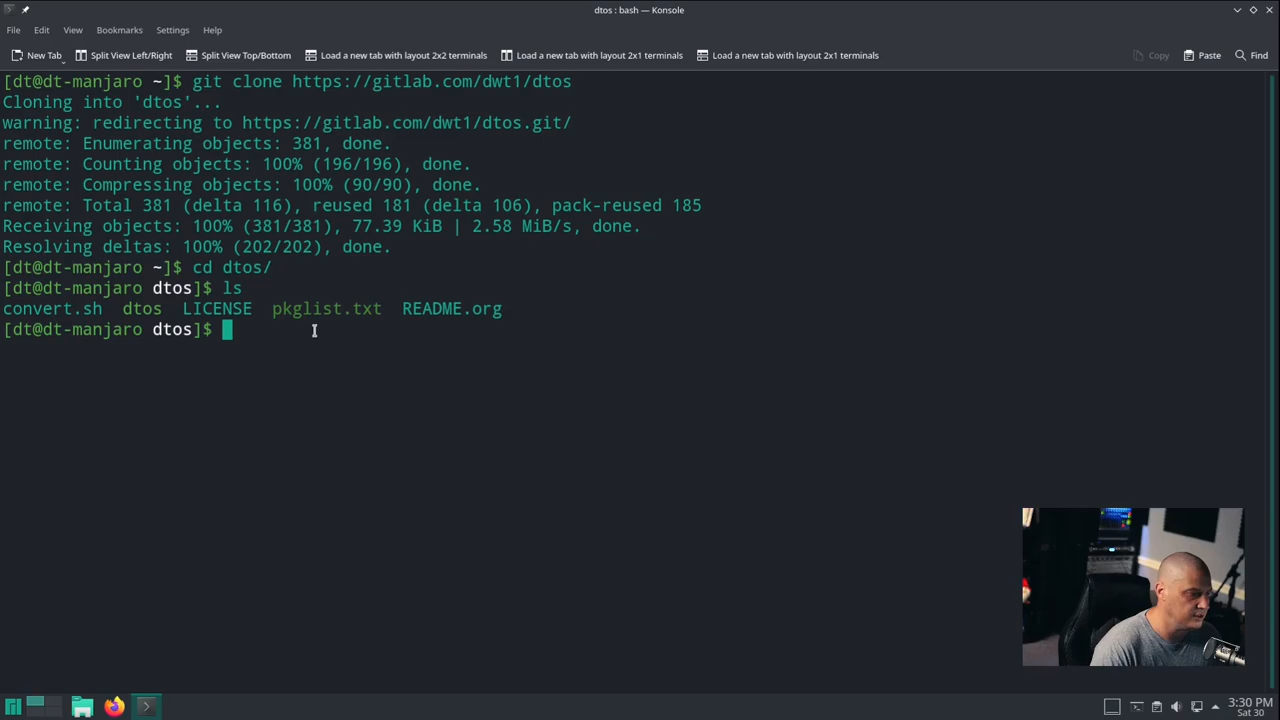 dtos : bash — Konsole
File Edit View Bookmarks Settings Help
New Tab Split View Left/Right Split View Top/Bottom Load a new tab with layout 2x2 terminals Load a new tab with layout 2x1 terminals Load a new tab with layout 2x1 terminals Copy Paste Find
[dt@dt-manjaro ~]$ git clone https://gitlab.com/dwt1/dtos
Cloning into 'dtos'...
warning: redirecting to https://gitlab.com/dwt1/dtos.git/
remote: Enumerating objects: 381, done.
remote: Counting objects: 100% (196/196), done.
remote: Compressing objects: 100% (90/90), done.
remote: Total 381 (delta 116), reused 181 (delta 106), pack-reused 185
Receiving objects: 100% (381/381), 77.39 KiB | 2.58 MiB/s, done.
Resolving deltas: 100% (202/202), done.
[dt@dt-manjaro ~]$ cd dtos/
[dt@dt-manjaro dtos]$ ls
convert.sh dtos LICENSE pkglist.txt README.org
[dt@dt-manjaro dtos]$
3:30 PM
Sat 30